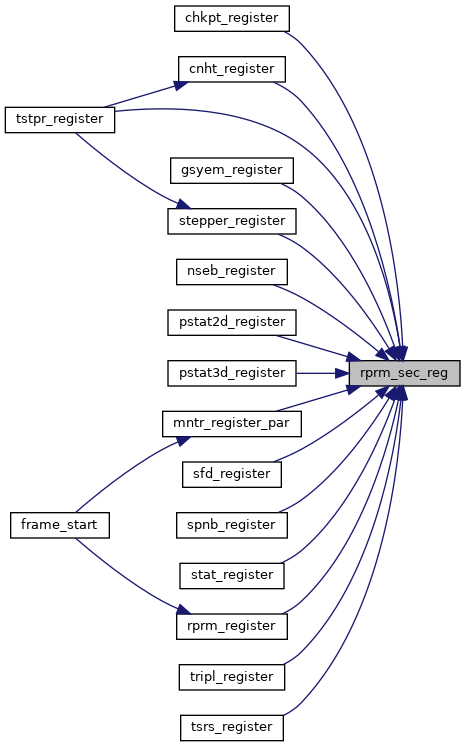 chkpt_register
cnht_register
tstpr_register
gsyem_register
stepper_register
nseb_register
pstat2d_register
pstat3d_register
rprm_sec_reg
mntr_register_par
sfd_register
frame_start
spnb_register
stat_register
rprm_register
tripl_register
tsrs_register